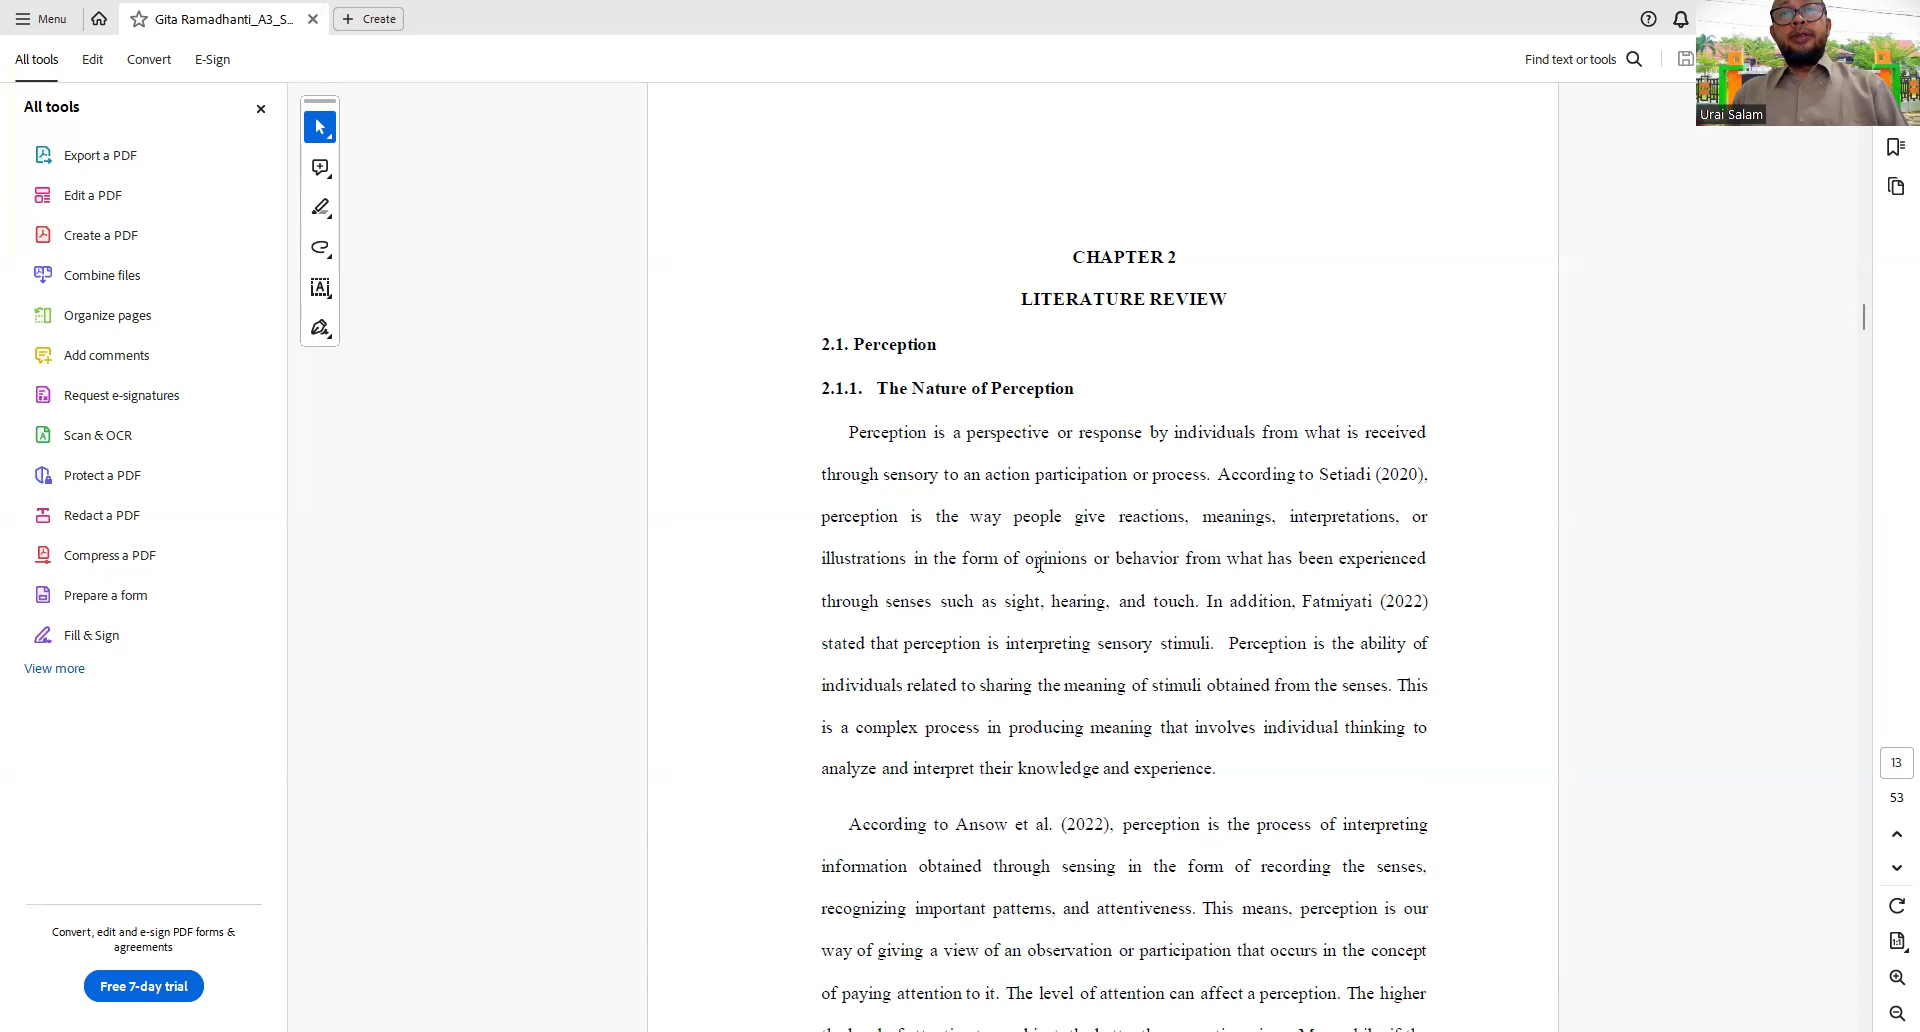 Menu
Gita Ramadhanti_A3_S...
Create
All tools
Edit
Convert
E-Sign
Find text or tools
Urai Salam
All tools
Export a PDF
Edit a PDF
Create a PDF
Combine files
Organize pages
Add comments
Request e-signatures
Scan & OCR
Protect a PDF
Redact a PDF
Compress a PDF
Prepare a form
Fill & Sign
View more
Convert, edit and e-sign PDF forms &
agreements
Free 7-day trial
CHAPTER 2
LITERATURE REVIEW
2.1. Perception
2.1.1. The Nature of Perception
Perception is a perspective or response by individuals from what is received
through sensory to an action participation or process. According to Setiadi (2020),
perception is the way people give reactions, meanings, interpretations, or
illustrations in the form of opinions or behavior from what has been experienced
through senses such as sight, hearing, and touch. In addition, Fatmiyati (2022)
stated that perception is interpreting sensory stimuli. Perception is the ability of
individuals related to sharing the meaning of stimuli obtained from the senses. This
is a complex process in producing meaning that involves individual thinking to
analyze and interpret their knowledge and experience.
According to Ansow et al. (2022), perception is the process of interpreting
information obtained through sensing in the form of recording the senses,
recognizing important patterns, and attentiveness. This means, perception is our
way of giving a view of an observation or participation that occurs in the concept
of paying attention to it. The level of attention can affect a perception. The higher
13
53